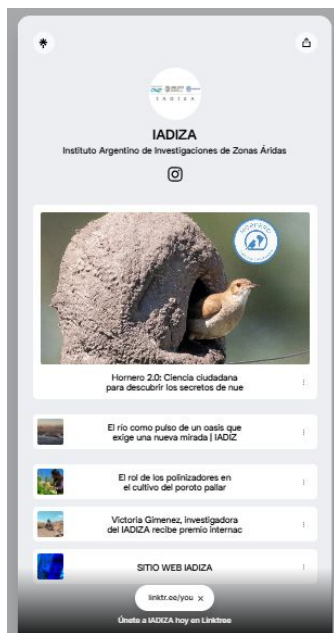 IADIZA
IADIZA
Instituto Argentino de Investigaciones de Zonas Áridas
Hornero 2.0: Ciencia ciudadana
para descubrir los secretos de nue
El río como pulso de un oasis que
exige una nueva mirada | IADIZ
El rol de los polinizadores en
el cultivo del poroto pallar
Victoria Gimenez, investigadora
del IADIZA recibe premio internac
SITIO WEB IADIZA
linktr.ee/you ×
Únete a IADIZA hoy en Linktree